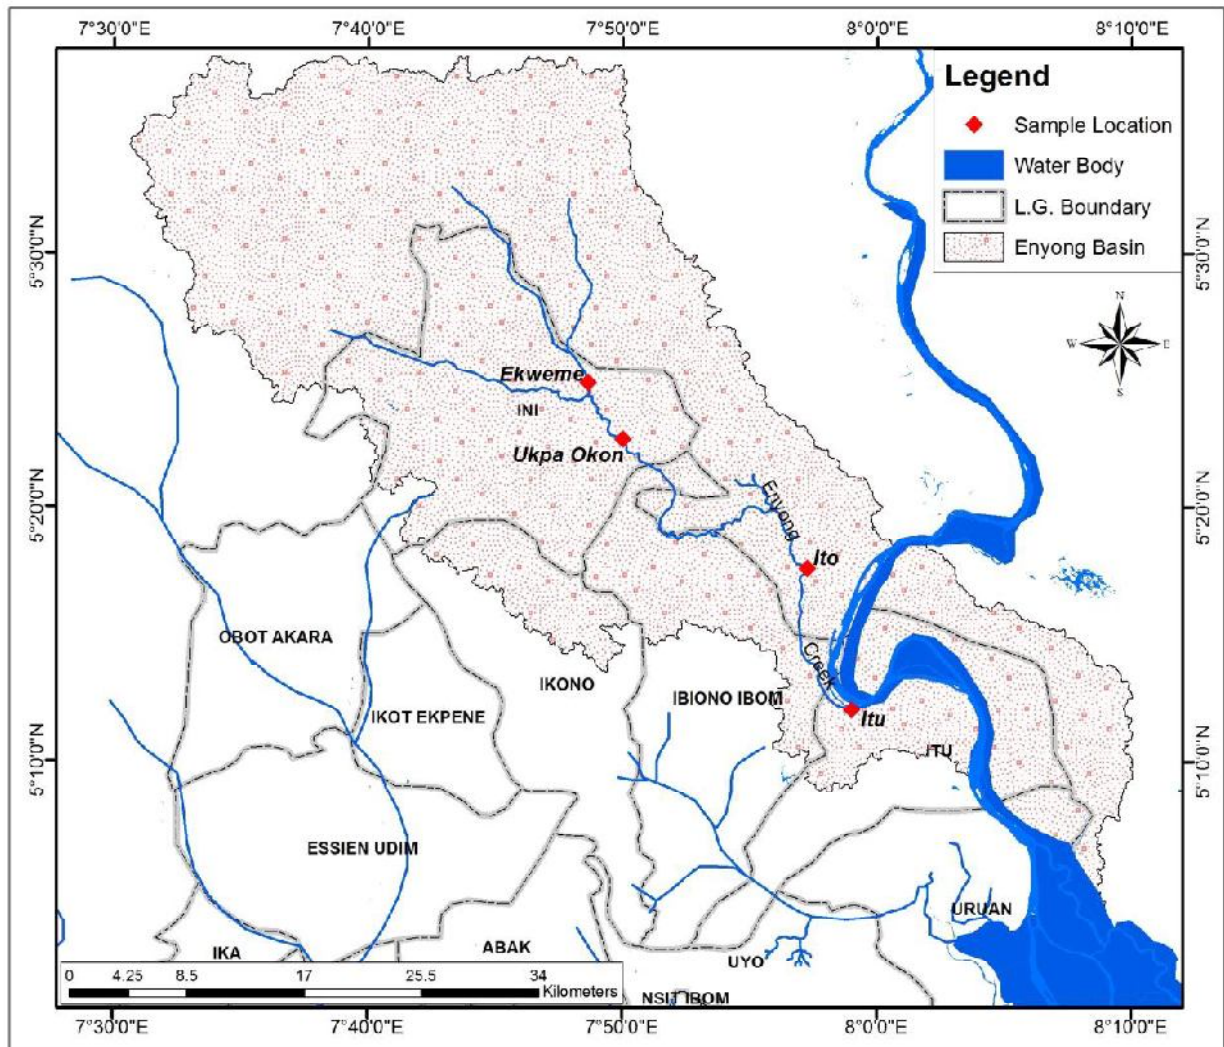 7°30'0"E
7°40'0"E
7°50'0"E
8°0'0"E
8°10'0"E
Legend
Sample Location
Water Body
L.G. Boundary
Enyong Basin
5°30'0"N
5°30'0"N
N
W
E
S
Ekweme
INI
Ukpa Okon
5°20'0"N
5°20'0"N
Enyong
Ito
OBOT AKARA
Creek
IKONO
IBIONO IBOM
IKOT EKPENE
Itu
ITU
5°10'0"N
5°10'0"N
ESSIEN UDIM
URUAN
IKA
ABAK
UYO
0 4.25 8.5 17 25.5 34
Kilometers
NSIT IBOM
7°30'0"E
7°40'0"E
7°50'0"E
8°0'0"E
8°10'0"E